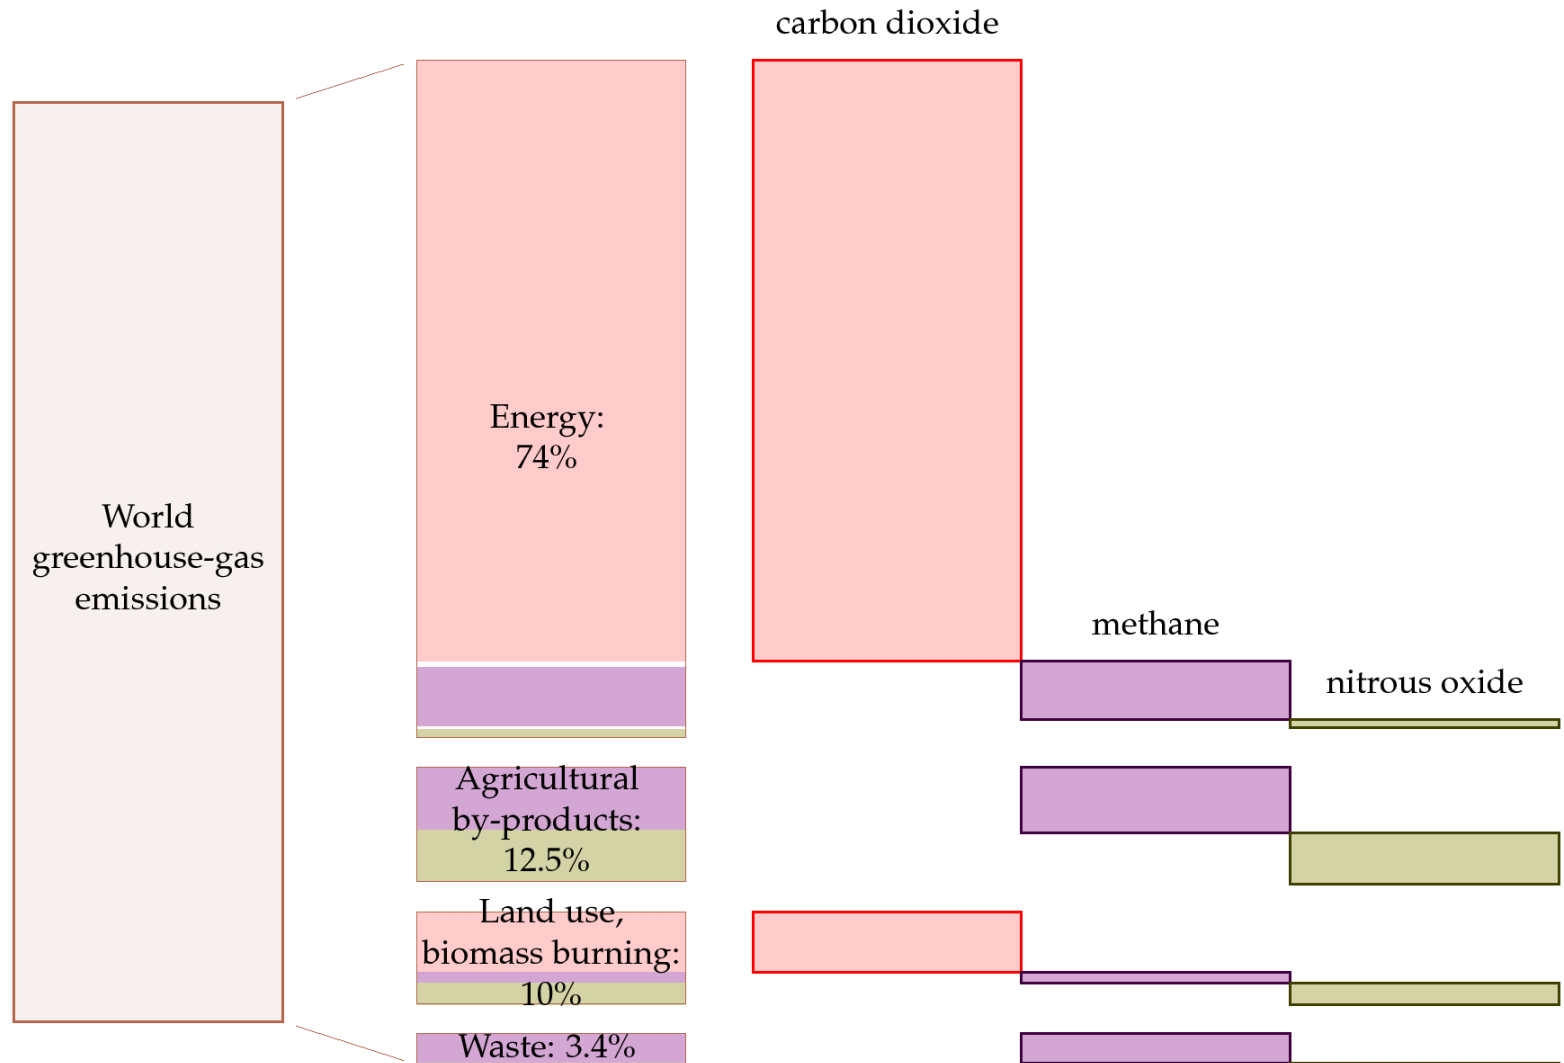 carbon dioxide
World
greenhouse-gas
emissions
Energy:
74%
methane
nitrous oxide
Agricultural
by-products:
12.5%
Land use,
biomass burning:
10%
Waste: 3.4%